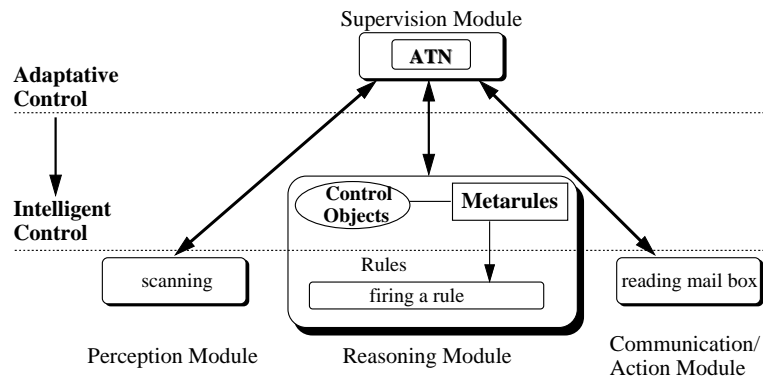 Supervision Module
ATN
Adaptative
Control
Intelligent
Control
Control
Objects
Metarules
Rules
scanning
firing a rule
reading mail box
Perception Module
Reasoning Module
Communication/
Action Module